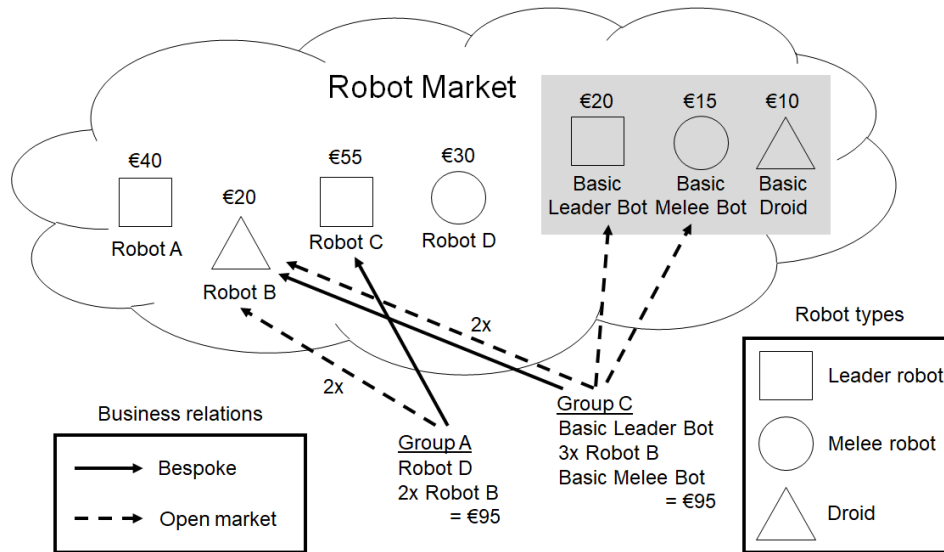 Robot Market
€40
Robot A
€20
Robot B
€55
Robot C
€30
Robot D
€20
Basic
Leader Bot
€15
Basic
Melee Bot
€10
Basic
Droid
2x
2x
Business relations
Bespoke
Open market
Group A
Robot D
2x Robot B
= €95
Group C
Basic Leader Bot
3x Robot B
Basic Melee Bot
= €95
Robot types
Leader robot
Melee robot
Droid